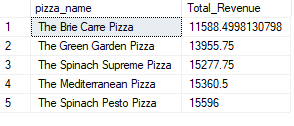 pizza_name Total_Revenue
1 The Brie Carre Pizza 11588.4998130798
2 The Green Garden Pizza 13955.75
3 The Spinach Supreme Pizza 15277.75
4 The Mediterranean Pizza 15360.5
5 The Spinach Pesto Pizza 15596